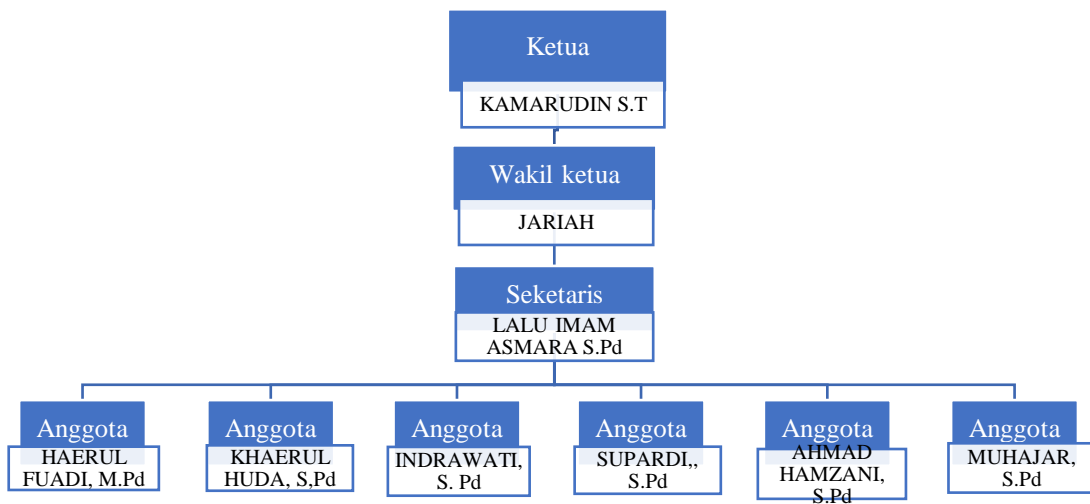 Ketua
KAMARUDIN S.T
Wakil ketua
JARIAH
Seketaris
LALU IMAM
ASMARA S.Pd
Anggota
HAERUL
FUADI, M.Pd
Anggota
KHAERUL
HUDA, S,Pd
Anggota
INDRAWATI,
S. Pd
Anggota
SUPARDI,,
S.Pd
Anggota
AHMAD
HAMZANI,
S.Pd
Anggota
MUHAJAR,
S.Pd